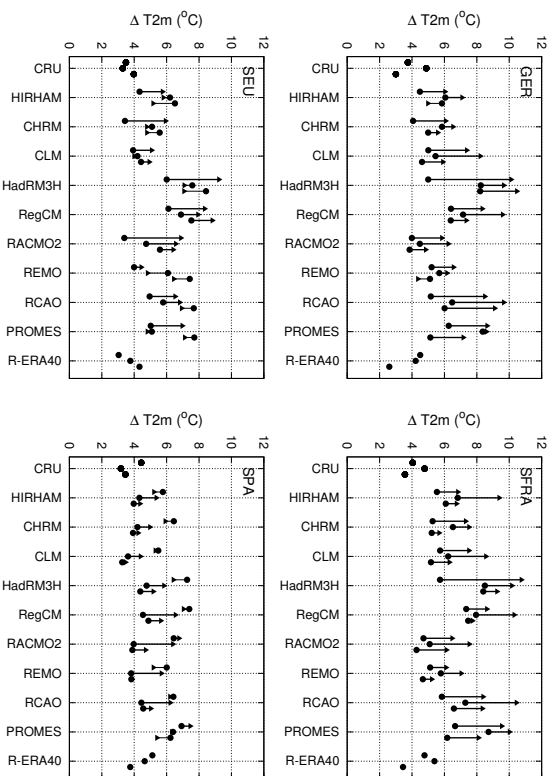 Δ T2m (°C)
0 2 4 6 8 10 12
SEU
CRU
HIRHAM
CHRM
CLM
HadRM3H
RegCM
RACMO2
REMO
RCAO
PROMES
R-ERA40
Δ T2m (°C)
0 2 4 6 8 10 12
GER
CRU
HIRHAM
CHRM
CLM
HadRM3H
RegCM
RACMO2
REMO
RCAO
PROMES
R-ERA40
Δ T2m (°C)
0 2 4 6 8 10 12
SPA
CRU
HIRHAM
CHRM
CLM
HadRM3H
RegCM
RACMO2
REMO
RCAO
PROMES
R-ERA40
Δ T2m (°C)
0 2 4 6 8 10 12
SFRA
CRU
HIRHAM
CHRM
CLM
HadRM3H
RegCM
RACMO2
REMO
RCAO
PROMES
R-ERA40